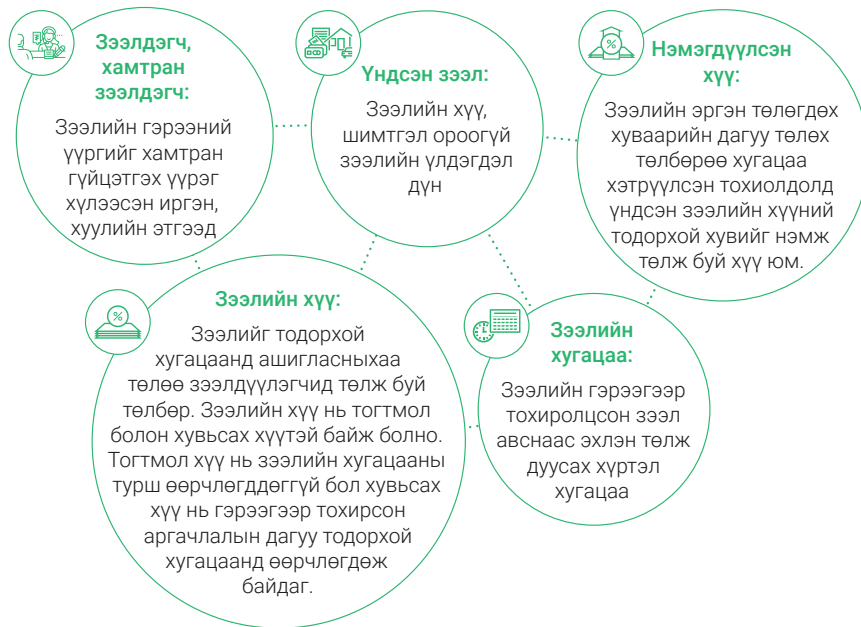 Зээлдэгч,
хамтран
зээлдэгч:
Зээлийн гэрээний
үүргийг хамтран
гүйцэтгэх үүрэг
хүлээсэн иргэн,
хуулийн этгээд
Үндсэн зээл:
Зээлийн хүү,
шимтгэл ороогүй
зээлийн үлдэгдэл
дүн
Нэмэгдүүлсэн
хүү:
Зээлийн эргэн төлөгдөх
хуваарийн дагуу төлөх
төлбөрөө хугацаа
хэтрүүлсэн тохиолдолд
үндсэн зээлийн хүүний
тодорхой хувийг нэмж
төлж буй хүү юм.
Зээлийн хүү:
Зээлийг тодорхой
хугацаанд ашигласныхаа
төлөө зээлдүүлэгчид төлж буй
төлбөр. Зээлийн хүү нь тогтмол
болон хувьсах хүүтэй байж болно.
Тогтмол хүү нь зээлийн хугацааны
турш өөрчлөгддөггүй бол хувьсах
хүү нь гэрээгээр тохирсон
аргачлалын дагуу тодорхой
хугацаанд өөрчлөгдөж
байдаг.
Зээлийн
хугацаа:
Зээлийн гэрээгээр
тохиролцсон зээл
авснаас эхлэн төлж
дуусах хүртэл
хугацаа